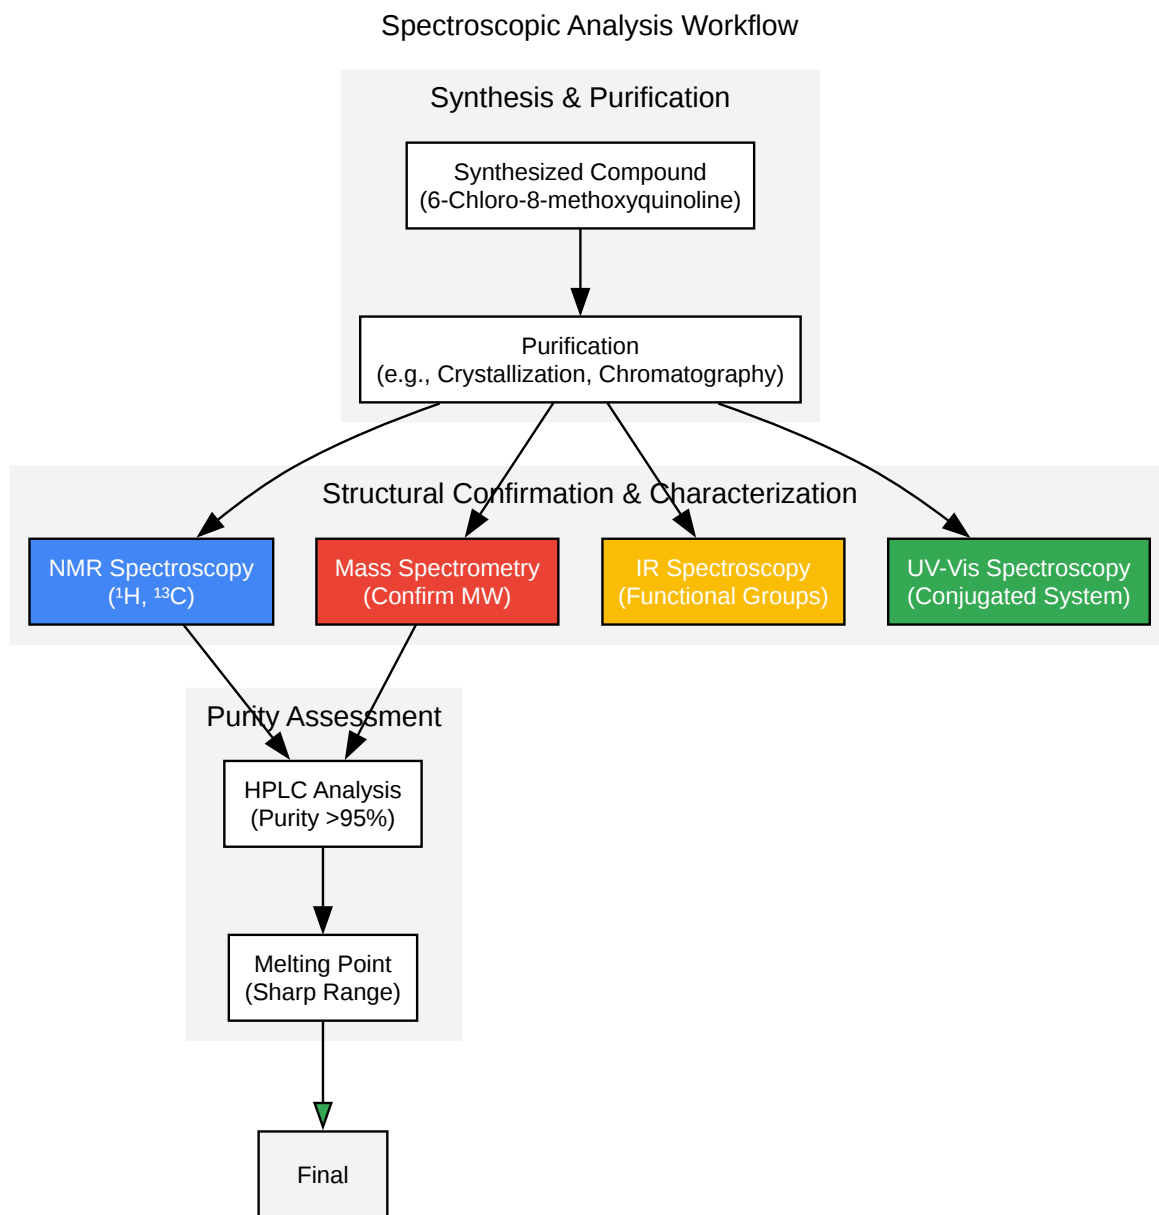 Spectroscopic Analysis Workflow
Synthesis & Purification
Synthesized Compound
(6-Chloro-8-methoxyquinoline)
Purification
(e.g., Crystallization, Chromatography)
Structural Confirmation & Characterization
NMR Spectroscopy
(¹H, ¹³C)
Mass Spectrometry
(Confirm MW)
IR Spectroscopy
(Functional Groups)
UV-Vis Spectroscopy
(Conjugated System)
Purity Assessment
HPLC Analysis
(Purity >95%)
Melting Point
(Sharp Range)
Final